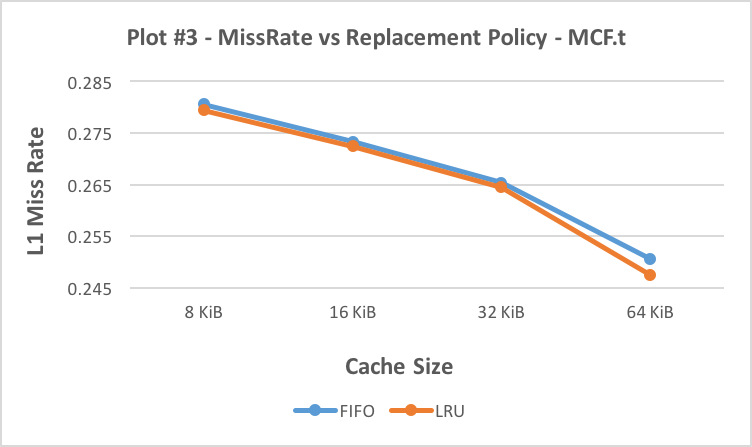 Plot #3 - MissRate vs Replacement Policy - MCF.t
0.285
0.275
0.265
0.255
0.245
L1 Miss Rate
8 KiB 16 KiB 32 KiB 64 KiB
Cache Size
FIFO LRU